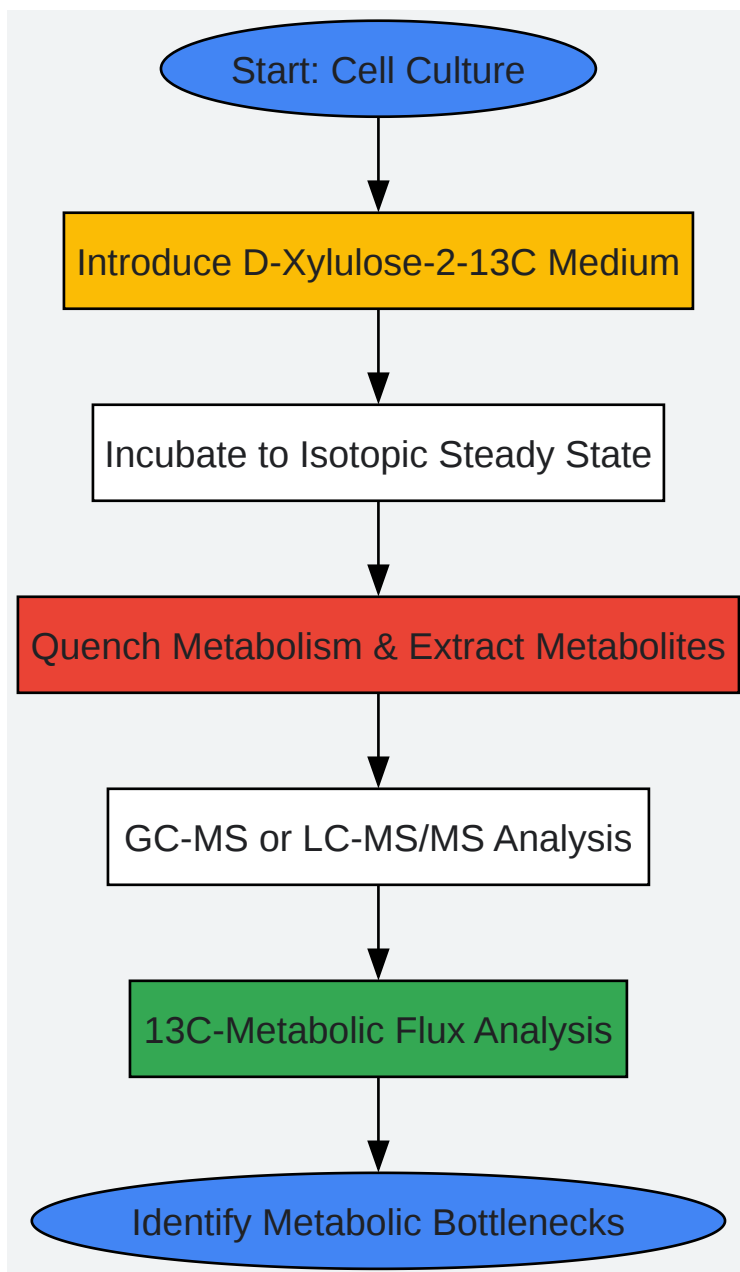 Start: Cell Culture
Introduce D-Xylulose-2-13C Medium
Incubate to Isotopic Steady State
Quench Metabolism & Extract Metabolites
GC-MS or LC-MS/MS Analysis
13C-Metabolic Flux Analysis
Identify Metabolic Bottlenecks